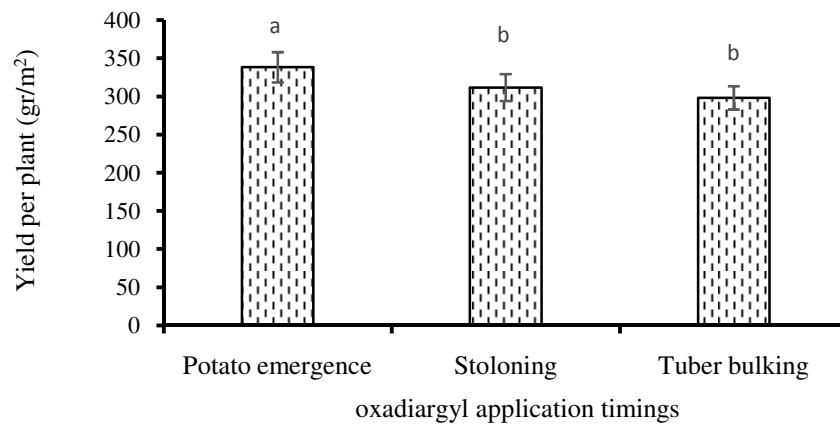 Yield per plant (gr/m²)
400
350
300
250
200
150
100
50
0
a
b
b
Potato emergence
Stoloning
Tuber bulking
oxadiargyl application timings